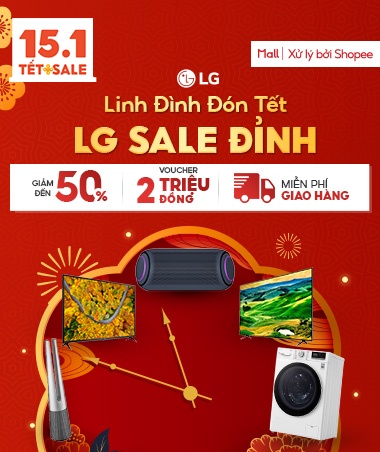 15.1
TẾT SALE
Mall | Xử lý bởi Shopee
LG
Linh Đình Đón Tết
LG SALE ĐỈNH
GIẢM ĐẾN 50%
VOUCHER
2 TRIỆU ĐỒNG
MIỄN PHÍ
GIAO HÀNG